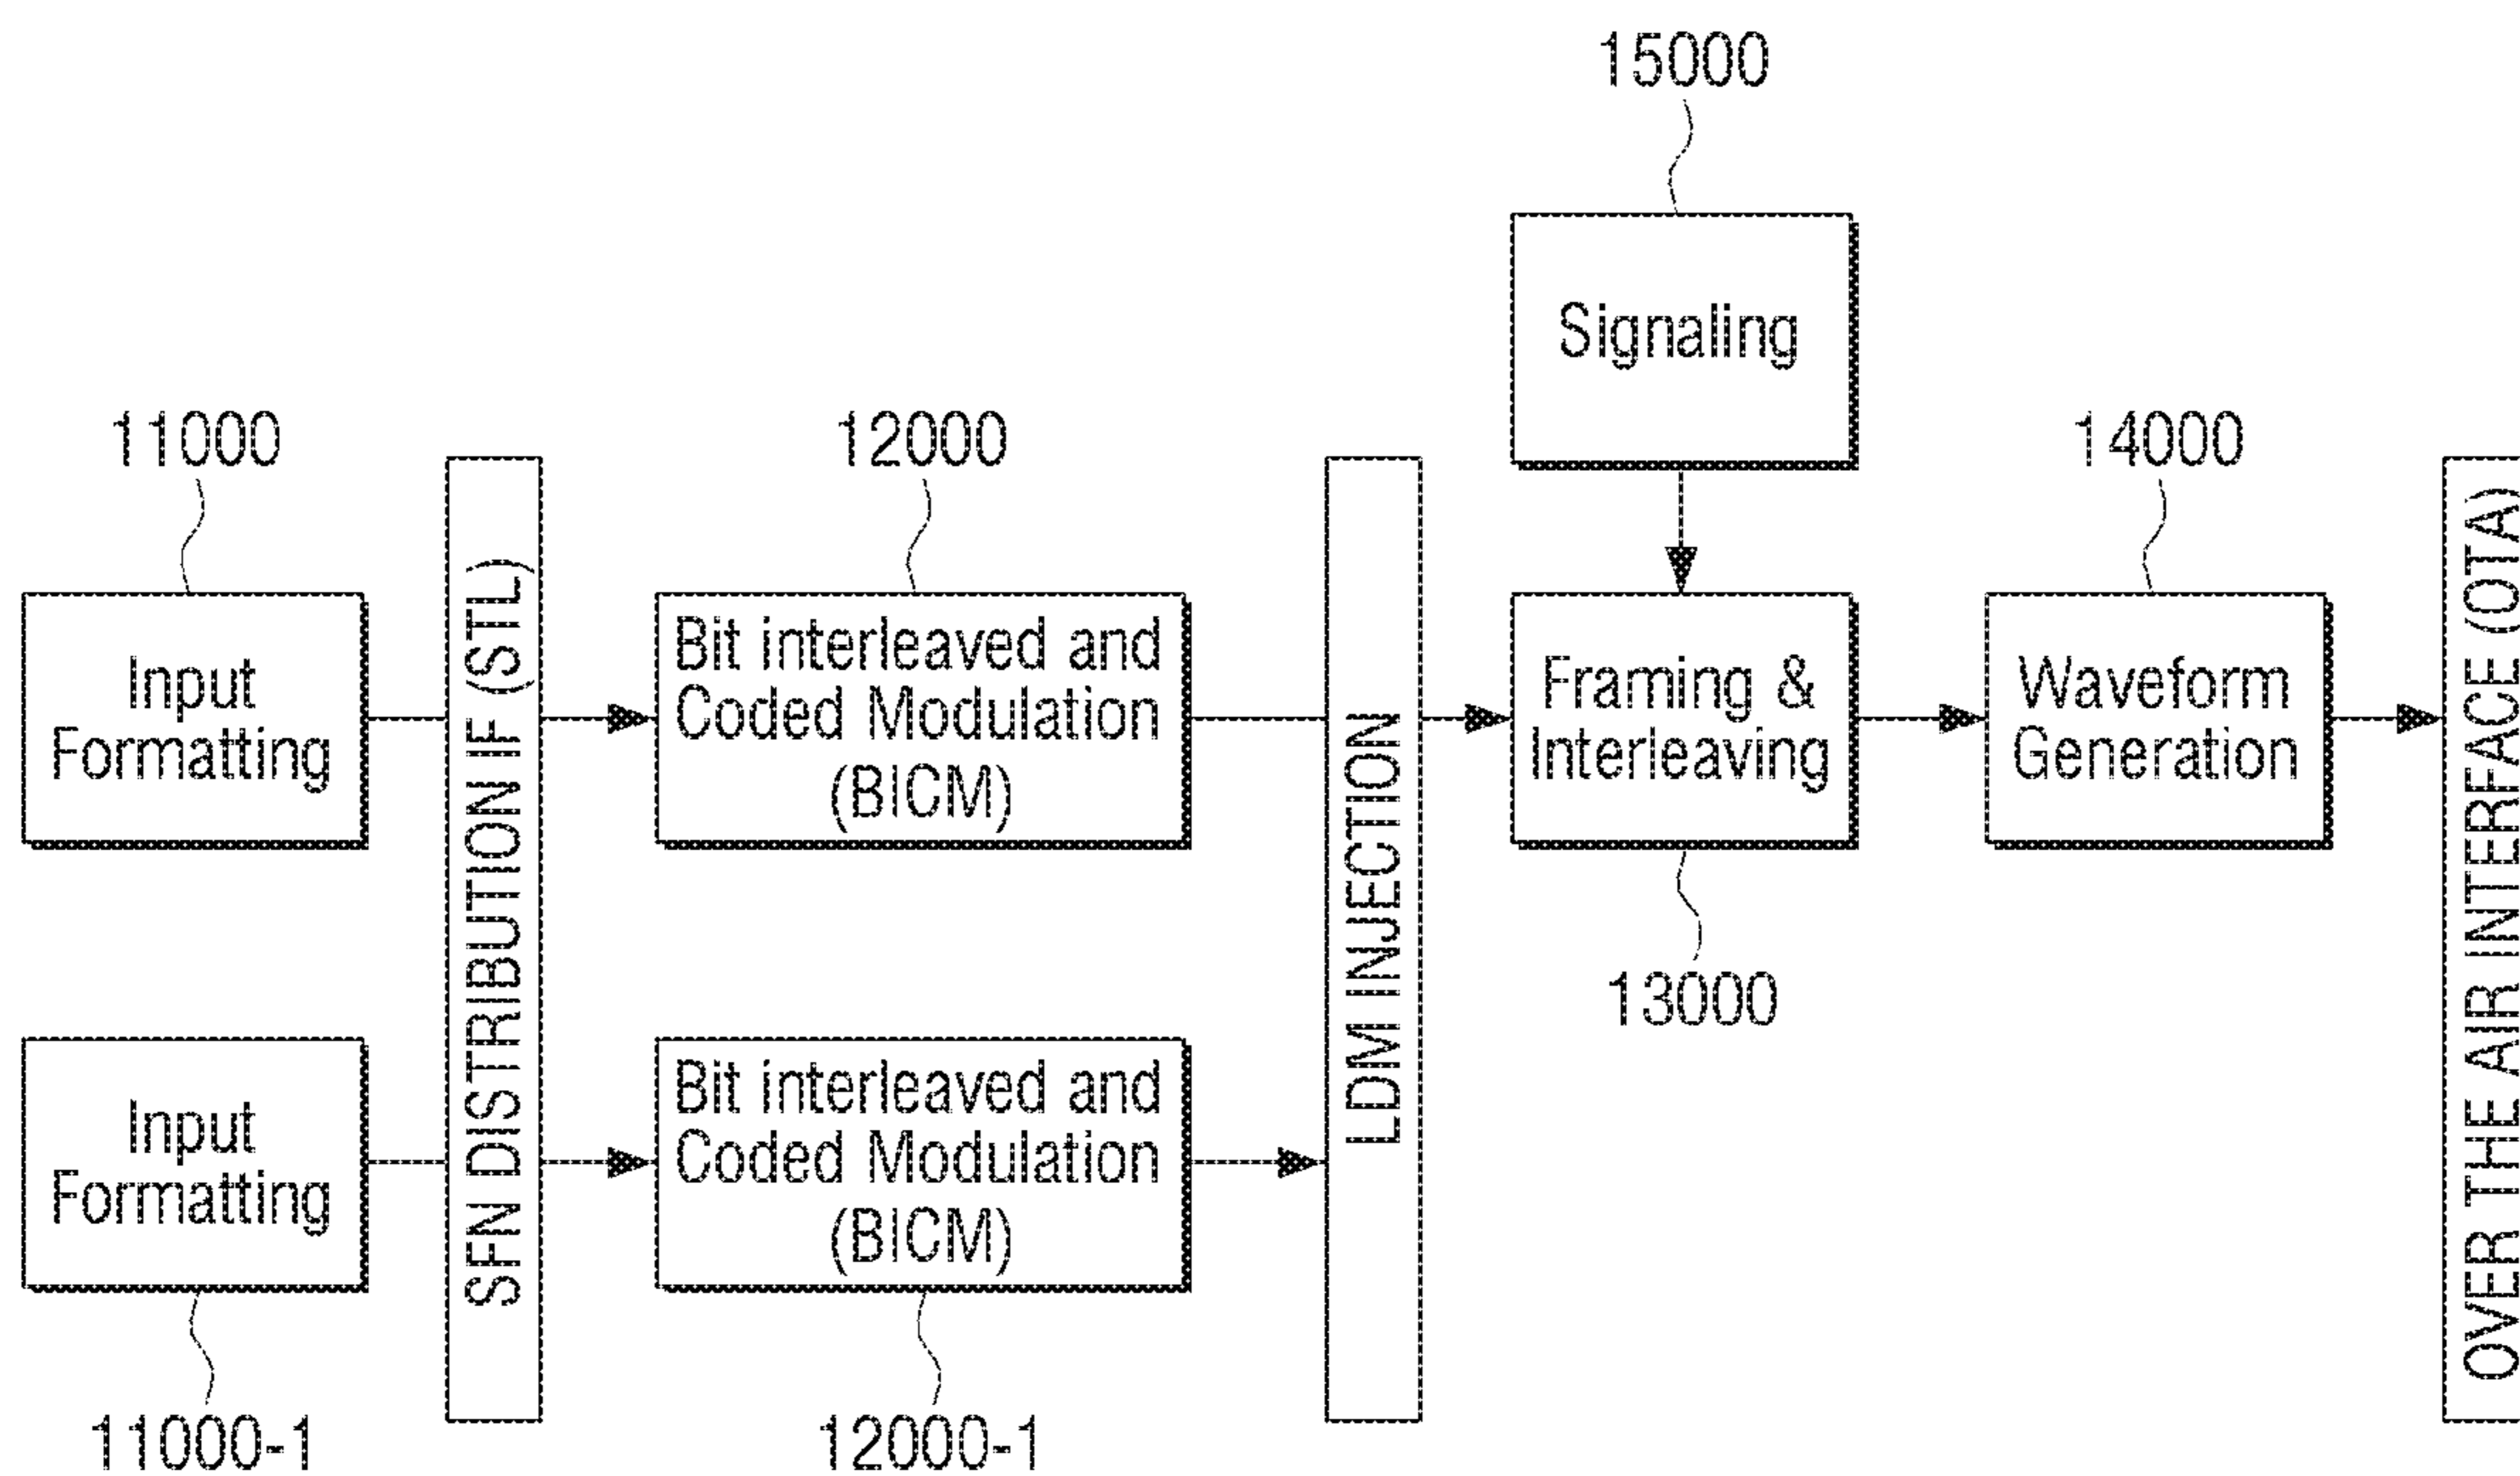 15000
Signaling
11000
12000
14000
Input
Formatting
SFN DISTRIBUTION IF (STL)
Bit interleaved and
Coded Modulation
(BICM)
LDM INJECTION
Framing &
Interleaving
Waveform
Generation
OVER THE AIR INTERFACE (OTA)
13000
Input
Formatting
Bit interleaved and
Coded Modulation
(BICM)
11000-1
12000-1